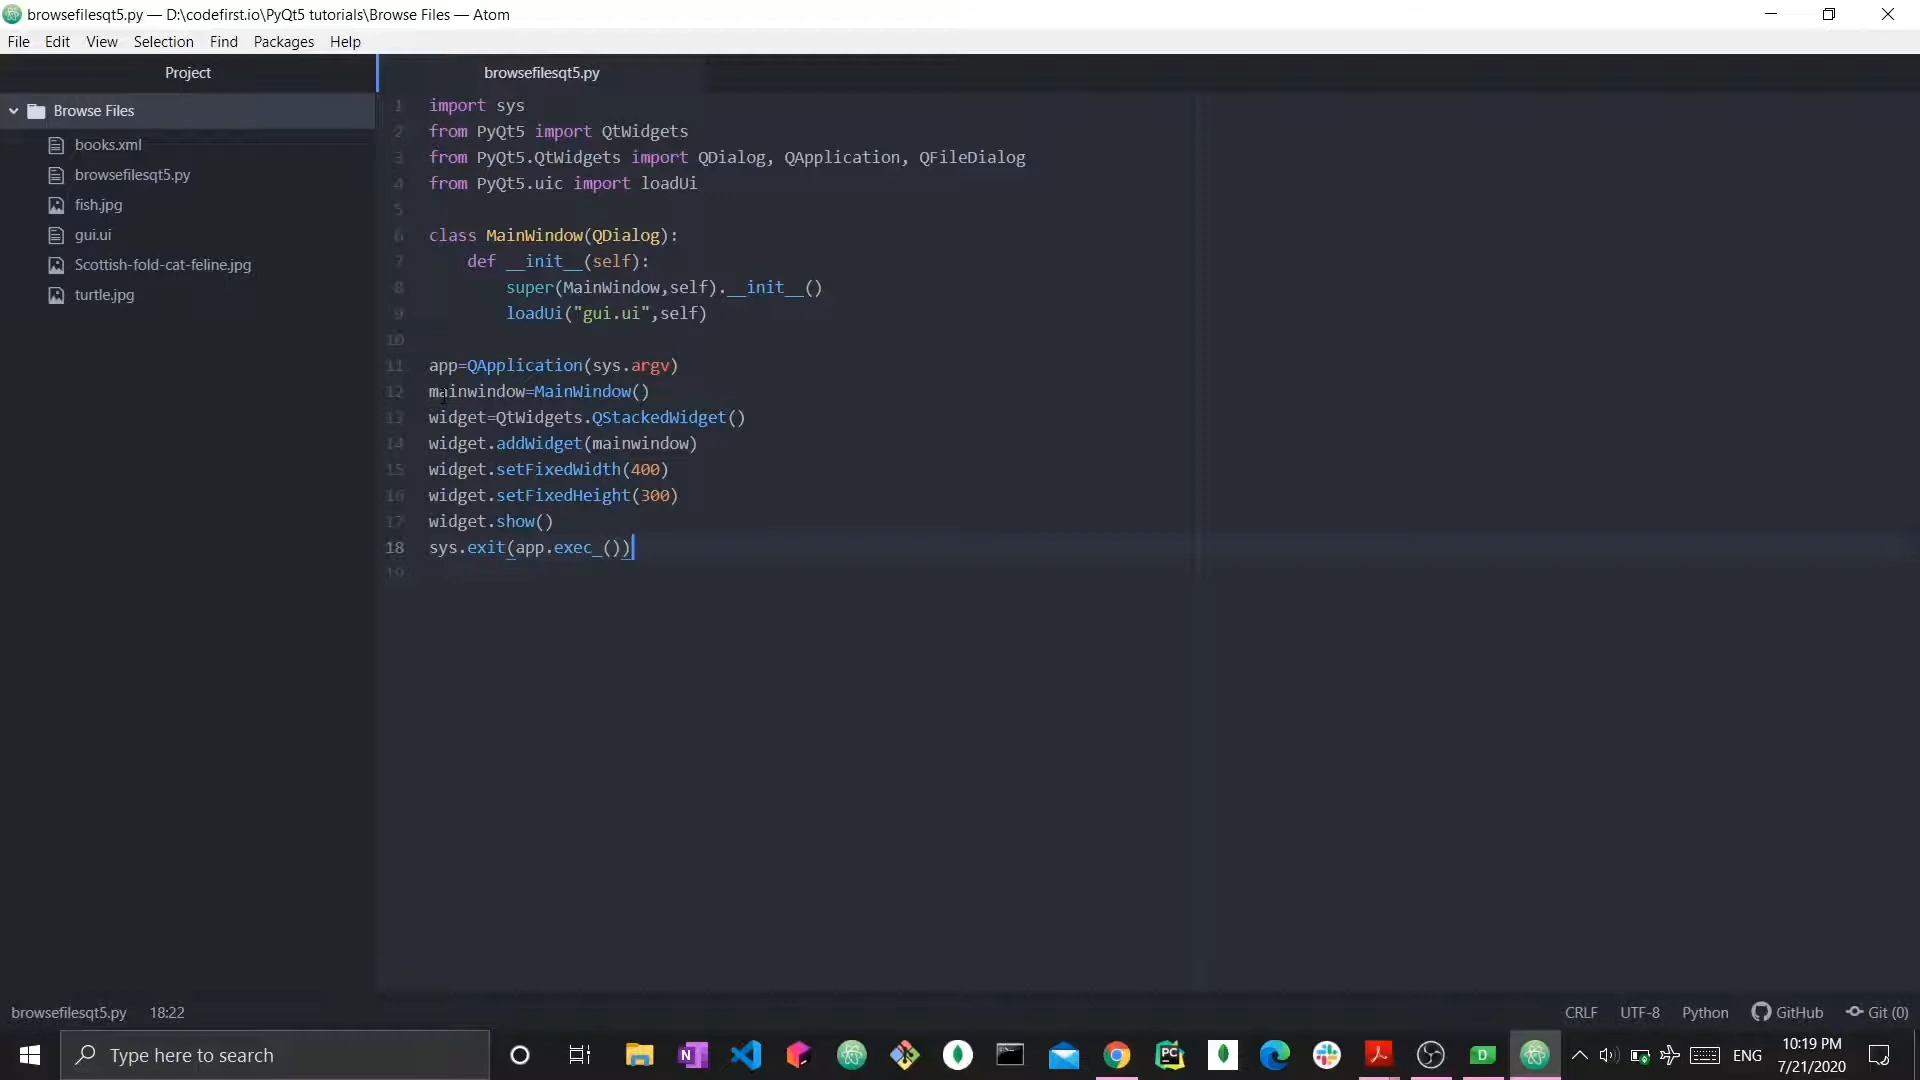 browsefilesqt5.py — D:\codefirst.io\PyQt5 tutorials\Browse Files — Atom
File Edit View Selection Find Packages Help
Project
browsefilesqt5.py
Browse Files
books.xml
browsefilesqt5.py
fish.jpg
gui.ui
Scottish-fold-cat-feline.jpg
turtle.jpg
1 import sys
2 from PyQt5 import QtWidgets
3 from PyQt5.QtWidgets import QDialog, QApplication, QFileDialog
4 from PyQt5.uic import loadUi
5
6 class MainWindow(QDialog):
7     def __init__(self):
8         super(MainWindow,self).__init__()
9         loadUi("gui.ui",self)
10
11 app=QApplication(sys.argv)
12 mainwindow=MainWindow()
13 widget=QtWidgets.QStackedWidget()
14 widget.addWidget(mainwindow)
15 widget.setFixedWidth(400)
16 widget.setFixedHeight(300)
17 widget.show()
18 sys.exit(app.exec_())
19
browsefilesqt5.py 18:22 CRLF UTF-8 Python GitHub Git (0)
Type here to search
ENG
10:19 PM
7/21/2020